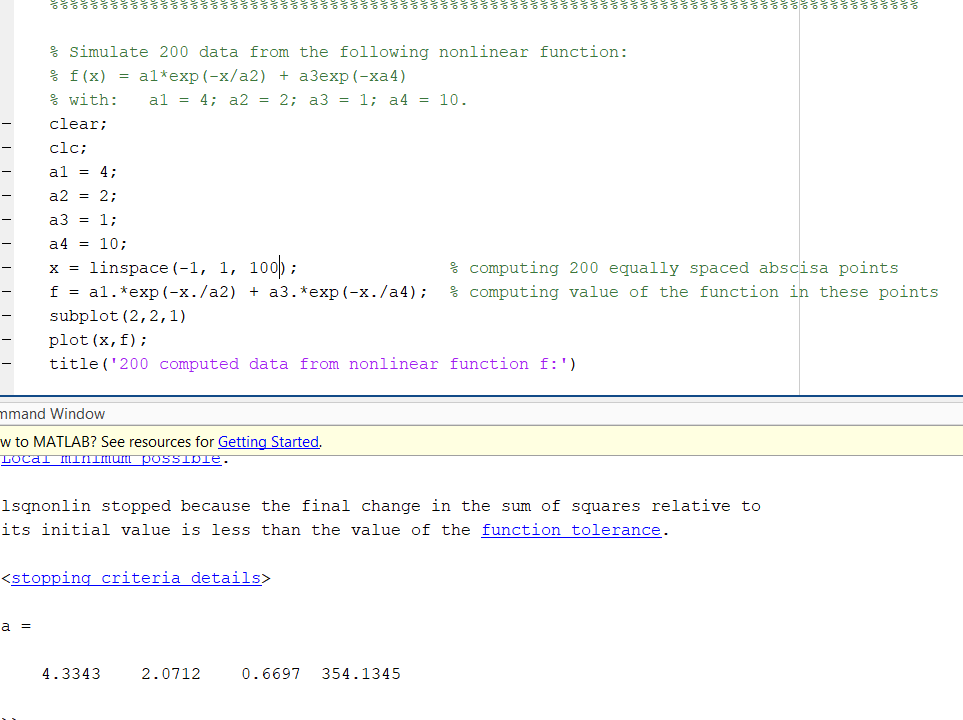 %%%%%%%%%%%%%%%%%%%%%%%%%%%%%%%%%%%%%%%%%%%%%%%%%%%%%%%%%%%%%%%%%%%%%%%%%%%%%%%%%%%%%%%%%
% Simulate 200 data from the following nonlinear function:
% f(x) = a1*exp(-x/a2) + a3exp(-xa4)
% with:   a1 = 4; a2 = 2; a3 = 1; a4 = 10.
clear;
clc;
a1 = 4;
a2 = 2;
a3 = 1;
a4 = 10;
x = linspace(-1, 1, 100);               % computing 200 equally spaced abscisa points
f = a1.*exp(-x./a2) + a3.*exp(-x./a4);  % computing value of the function in these points
subplot(2,2,1)
plot(x,f);
title('200 computed data from nonlinear function f:')
mmand Window
w to MATLAB? See resources for Getting Started.
Local minimum possible.
lsqnonlin stopped because the final change in the sum of squares relative to
its initial value is less than the value of the function tolerance.
<stopping criteria details>
a =
4.3343    2.0712    0.6697  354.1345